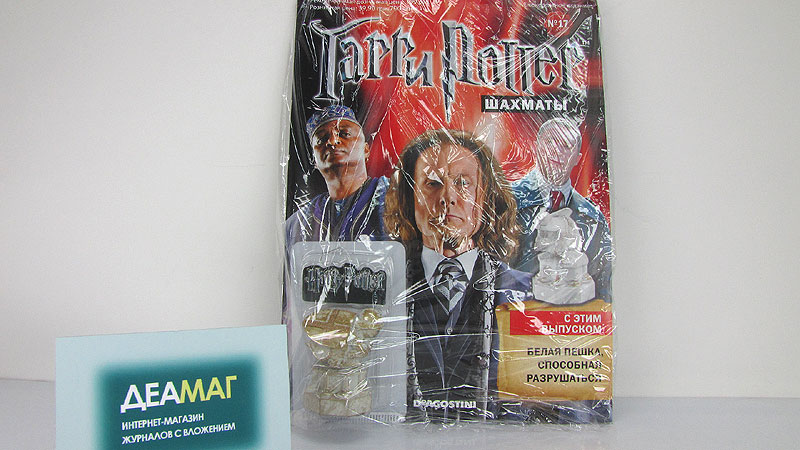 №17
Гарри Поттер
ШАХМАТЫ
С ЭТИМ
ВЫПУСКОМ
БЕЛАЯ ПЕШКА,
СПОСОБНАЯ
РАЗРУШАТЬСЯ
DeAGOSTINI
ДЕАМАГ
ИНТЕРНЕТ-МАГАЗИН
ЖУРНАЛОВ С ВЛОЖЕНИЕМ